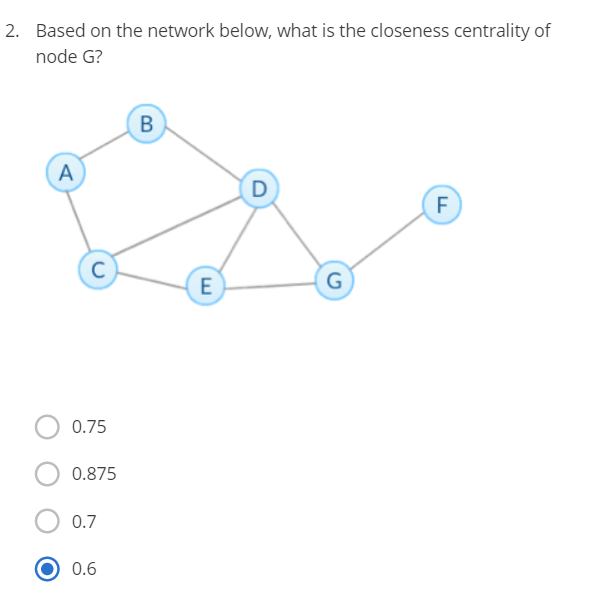 2. Based on the network below, what is the closeness centrality of
node G?
B
A
D
F
C
E
G
0.75
0.875
0.7
0.6